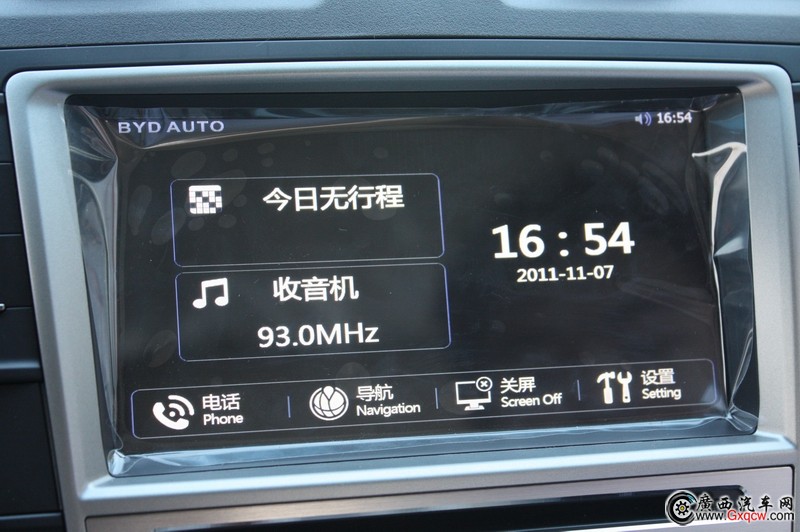 BYD AUTO
16:54
今日无行程
16 : 54
2011-11-07
收音机
93.0MHz
电话
Phone
导航
Navigation
关屏
Screen Off
设置
Setting
廣西汽车网
www.Gxqcw.com